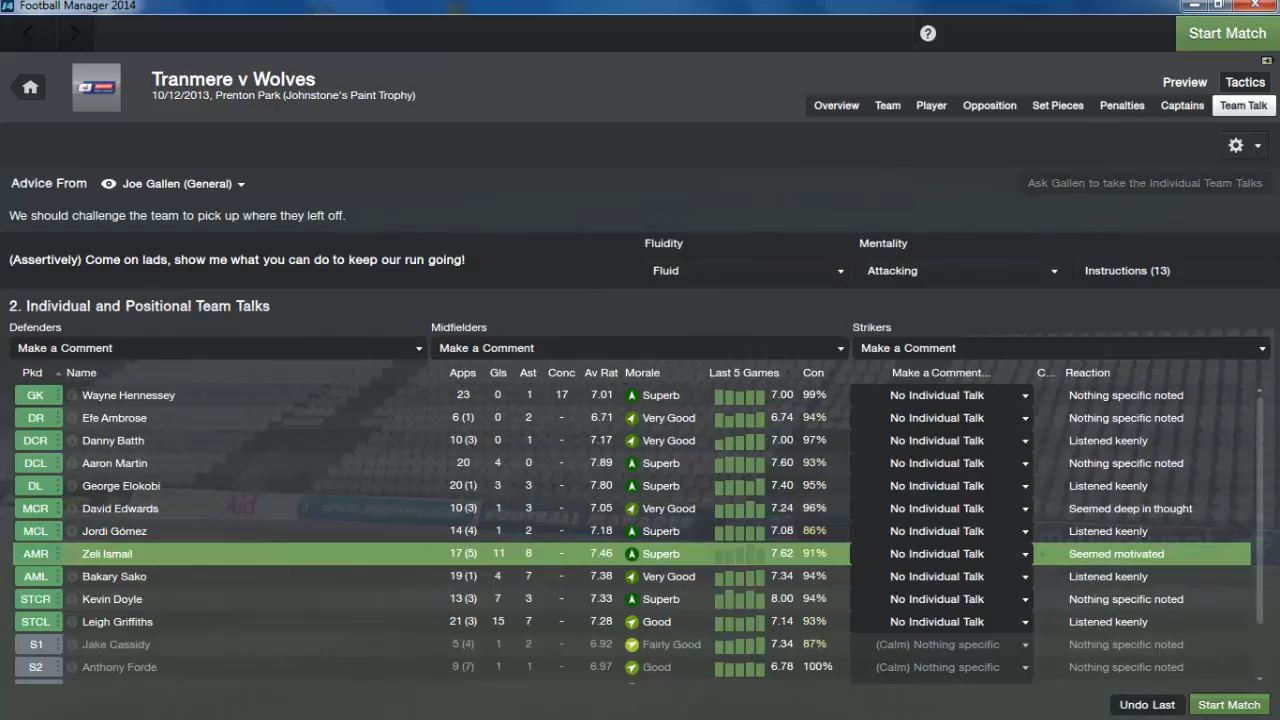 Football Manager 2014
Start Match
Tranmere v Wolves
10/12/2013, Prenton Park (Johnstone's Paint Trophy)
Preview Tactics
Overview Team Player Opposition Set Pieces Penalties Captains Team Talk
Advice From Joe Gallen (General) Ask Gallen to take the Individual Team Talks
We should challenge the team to pick up where they left off.
Fluidity Mentality
(Assertively) Come on lads, show me what you can do to keep our run going!
Fluid Attacking Instructions (13)
2. Individual and Positional Team Talks
Defenders Midfielders Strikers
Make a Comment Make a Comment Make a Comment
Pkd Name Apps Gls Ast Conc Av Rat Morale Last 5 Games Con Make a Comment... C... Reaction
GK Wayne Hennessey 23 0 1 17 7.01 Superb 7.00 99% No Individual Talk Nothing specific noted
DR Efe Ambrose 6 (1) 0 2 - 6.71 Very Good 6.74 94% No Individual Talk Nothing specific noted
DCR Danny Batth 10 (3) 0 1 - 7.17 Very Good 7.00 97% No Individual Talk Listened keenly
DCL Aaron Martin 20 4 0 - 7.89 Superb 7.60 93% No Individual Talk Nothing specific noted
DL George Elokobi 20 (1) 3 3 - 7.80 Superb 7.40 95% No Individual Talk Listened keenly
MCR David Edwards 10 (3) 1 3 - 7.05 Very Good 7.24 96% No Individual Talk Seemed deep in thought
MCL Jordi Gómez 14 (4) 1 2 - 7.18 Superb 7.08 86% No Individual Talk Listened keenly
AMR Zeli Ismail 17 (5) 11 8 - 7.46 Superb 7.62 91% No Individual Talk Seemed motivated
AML Bakary Sako 19 (1) 4 7 - 7.38 Very Good 7.34 94% No Individual Talk Listened keenly
STCR Kevin Doyle 13 (3) 7 3 - 7.33 Superb 8.00 94% No Individual Talk Nothing specific noted
STCL Leigh Griffiths 21 (3) 15 7 - 7.28 Good 7.14 93% No Individual Talk Listened keenly
S1 Jake Cassidy 5 (4) 1 2 - 6.92 Fairly Good 7.34 87% (Calm) Nothing specific Nothing specific noted
S2 Anthony Forde 9 (7) 1 1 - 6.97 Good 6.78 100% (Calm) Nothing specific Nothing specific noted
Undo Last Start Match